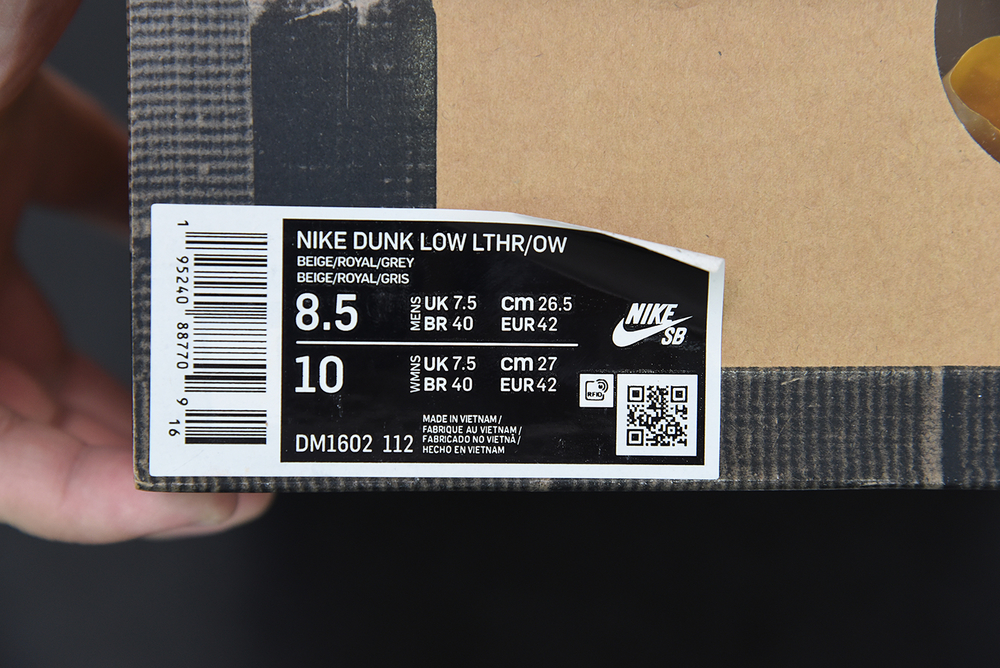 1 95240 88770 9 16
NIKE DUNK LOW LTHR/OW
BEIGE/ROYAL/GREY
BEIGE/ROYAL/GRIS
8.5
MENS
UK 7.5 cm 26.5
BR 40 EUR 42
10
WMNS
UK 7.5 cm 27
BR 40 EUR 42
DM1602 112
MADE IN VIETNAM /
FABRIQUE AU VIETNAM /
FABRICADO NO VIETNÃ /
HECHO EN VIETNAM
NIKE
SB
RFID